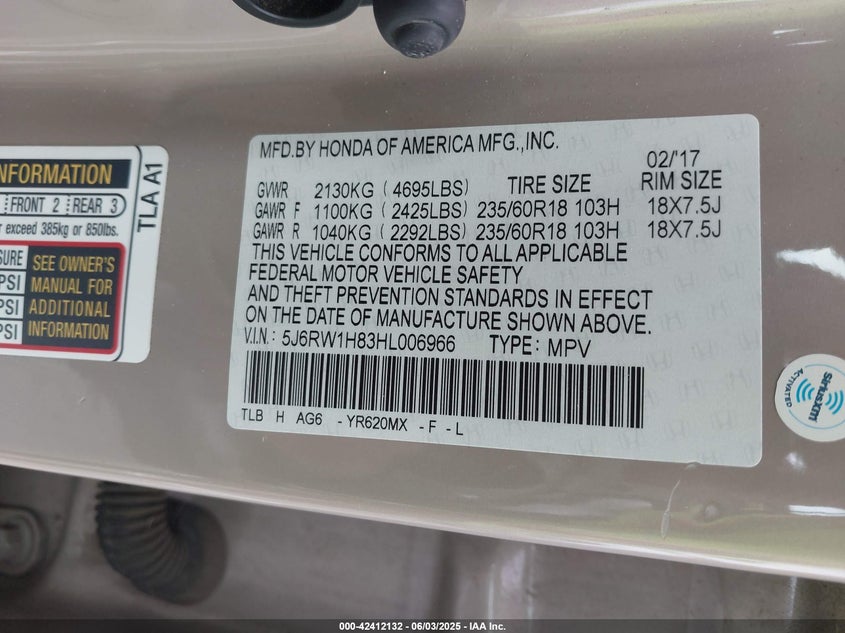 INFORMATION
FRONT 2 REAR 3
exceed 385kg or 850lbs.
SEE OWNER'S
MANUAL FOR
ADDITIONAL
INFORMATION
PSI
PSI
PSI
TLA A1
MFD.BY HONDA OF AMERICA MFG.,INC.
02/'17
GVWR 2130KG (4695LBS) TIRE SIZE RIM SIZE
GAWR F 1100KG (2425LBS) 235/60R18 103H 18X7.5J
GAWR R 1040KG (2292LBS) 235/60R18 103H 18X7.5J
THIS VEHICLE CONFORMS TO ALL APPLICABLE
FEDERAL MOTOR VEHICLE SAFETY
AND THEFT PREVENTION STANDARDS IN EFFECT
ON THE DATE OF MANUFACTURE SHOWN ABOVE.
V.I.N.: 5J6RW1H83HL006966 TYPE: MPV
TLB H AG6 -YR620MX -F -L
SiriusXM
ACTIVATED
000-42412132 - 06/03/2025 - IAA Inc.